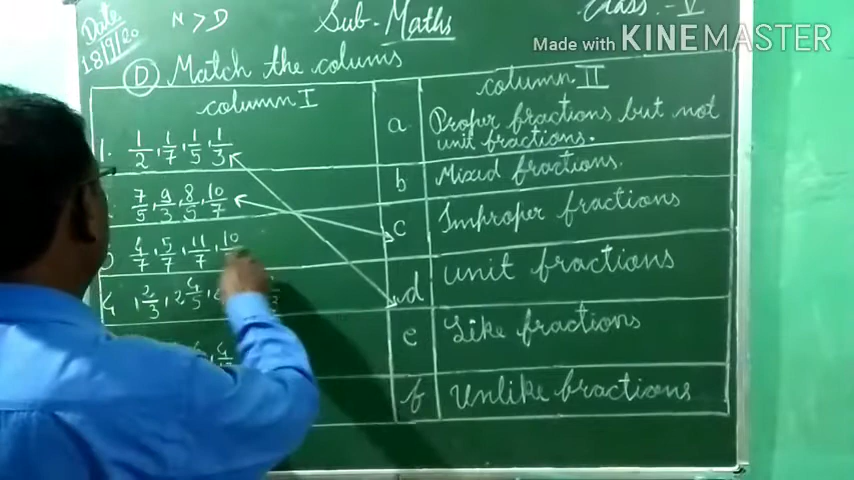 Date
18/9/20
N > D
Sub - Maths
Class - V
Made with KINEMASTER
D Match the colums
column I
column II
1. 1/2, 1/7, 1/5, 1/3
a Proper fractions but not
unit fractions.
7/5, 9/3, 8/5, 10/7
b Mixed fractions.
c Improper fractions
4/7, 5/7, 11/7, 10
d unit fractions
4 , 2/3, 2 4/5,
e Like fractions
f Unlike fractions